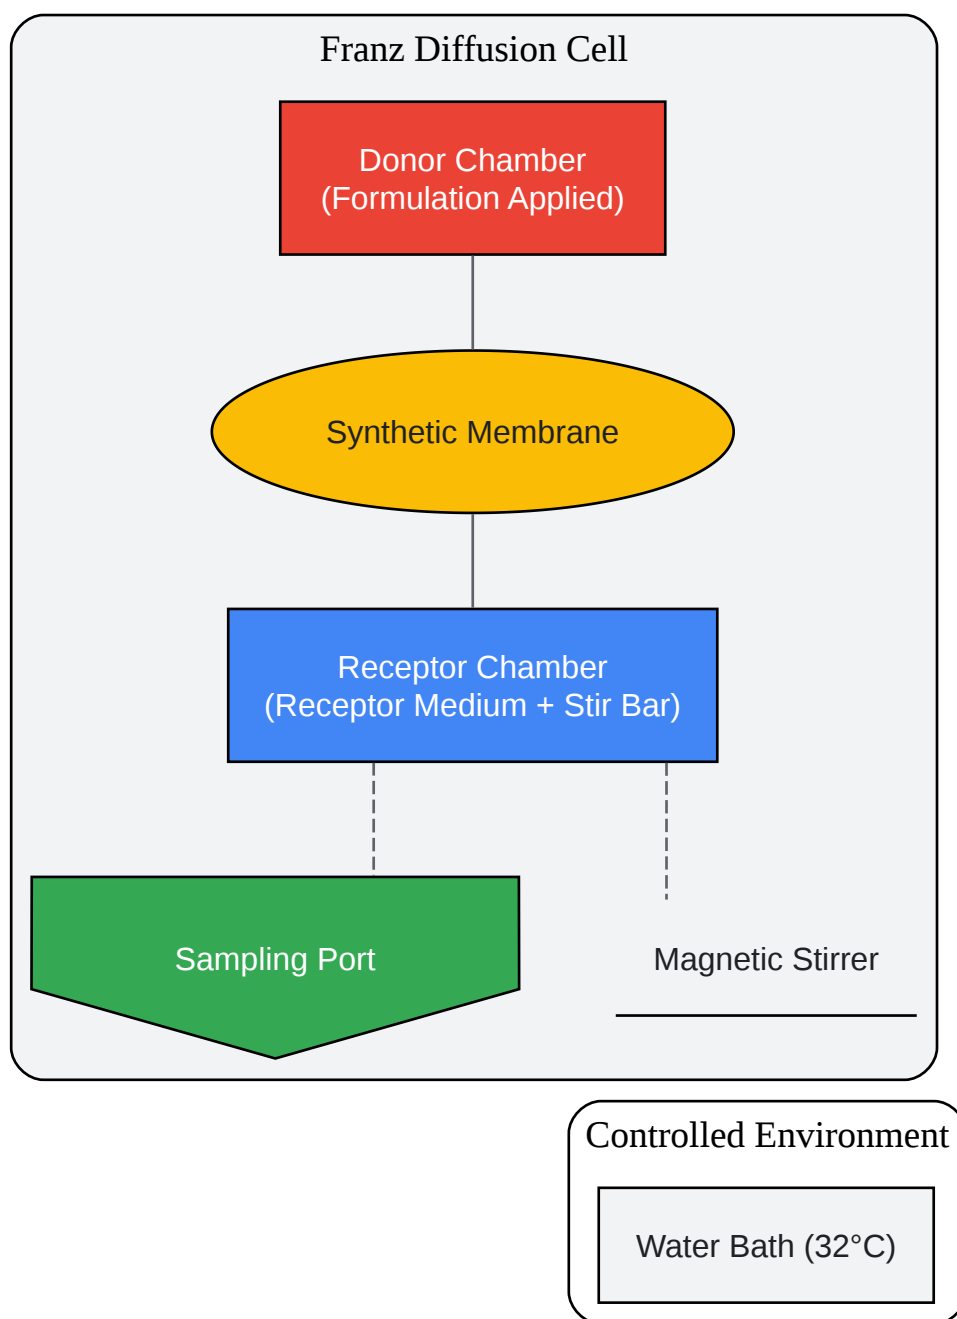 Franz Diffusion Cell
Donor Chamber
(Formulation Applied)
Synthetic Membrane
Receptor Chamber
(Receptor Medium + Stir Bar)
Sampling Port
Magnetic Stirrer
Controlled Environment
Water Bath (32°C)